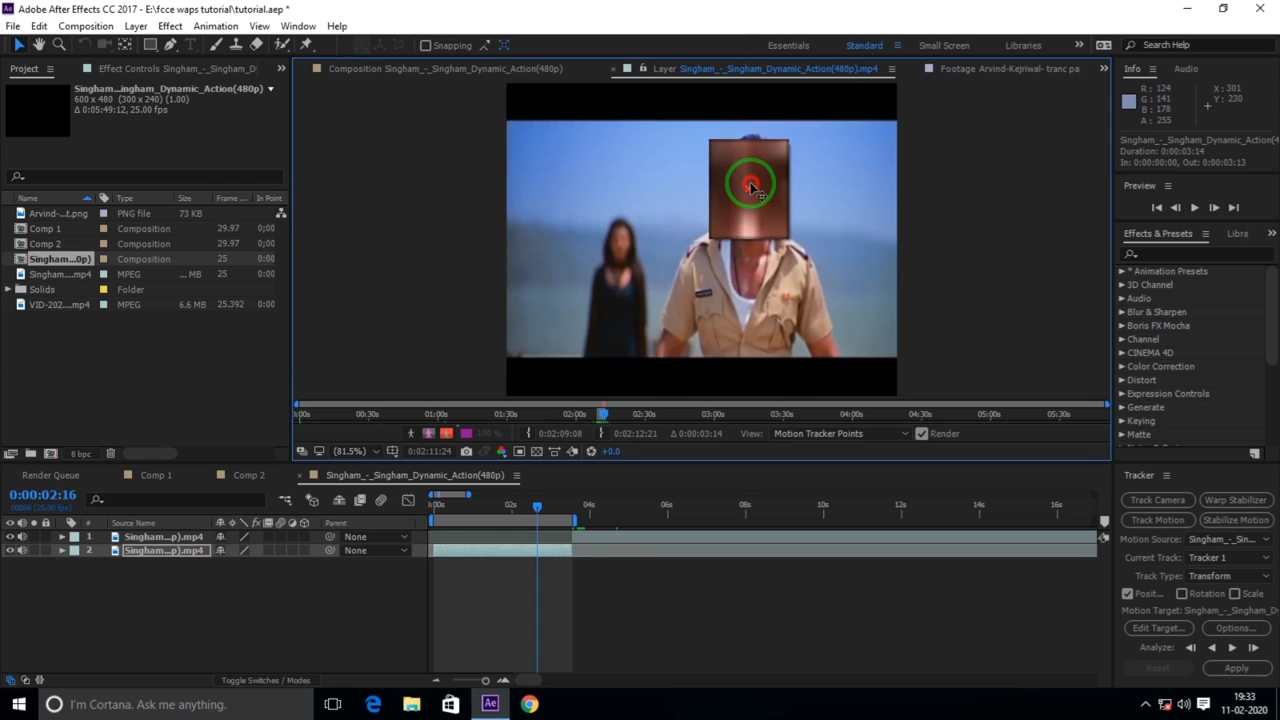 Adobe After Effects CC 2017 - E:\fcce waps tutorial\tutorial.aep *
File Edit Composition Layer Effect Animation View Window Help
Snapping Essentials Standard Small Screen Libraries Search Help
Project Effect Controls Singham_-_Singham_D
Composition Singham_-_Singham_Dynamic_Action(480p) Layer Singham_-_Singham_Dynamic_Action(480p).mp4 Footage Arvind-Kejriwal- tranc pa
Info Audio
Singham...ingham_Dynamic_Action(480p)
600 x 480 (300 x 240) (1.00)
Δ 0:05:49:12, 25.00 fps
R : 124 X : 301
G : 141 Y : 230
B : 178
A : 255
Singham_-_Singham_Dynamic_Action(480p).mp4
Duration: 0:00:03:14
In: 0:00:00:00, Out: 0:00:03:13
Preview
Effects & Presets Libra
Name Type Size Frame... In Point
Arvind-...t.png PNG file 73 KB
Comp 1 Composition 29.97 0;00
Comp 2 Composition 29.97 0;00
Singham...0p) Composition 25 0:00
Singham....mp4 MPEG ... MB 25 0:00
Solids Folder
VID-202....mp4 MPEG 6.6 MB 25.392 0:00
* Animation Presets
3D Channel
Audio
Blur & Sharpen
Boris FX Mocha
Channel
CINEMA 4D
Color Correction
Distort
Expression Controls
Generate
Keying
Matte
:00s 00:30s 01:00s 01:30s 02:00s 02:30s 03:00s 03:30s 04:00s 04:30s 05:00s 05:30s
100 % 0:02:09:08 0:02:12:21 Δ 0:00:03:14 View: Motion Tracker Points Render
8 bpc (81.5%) 0:02:11:24 +0.0
Render Queue Comp 1 Comp 2 Singham_-_Singham_Dynamic_Action(480p)
0:00:02:16
00066 (25.00 fps)
:00s 02s 04s 06s 08s 10s 12s 14s 16s
# Source Name Parent
1 Singham...p).mp4 None
2 Singham...p).mp4 None
Tracker
Track Camera Warp Stabilizer
Track Motion Stabilize Motion
Motion Source: Singham_-_Sin...
Current Track: Tracker 1
Track Type: Transform
Posit... Rotation Scale
Motion Target: Singham_-_Singham_D
Edit Target... Options...
Analyze:
Reset Apply
Toggle Switches / Modes
I'm Cortana. Ask me anything.
19:33
11-02-2020